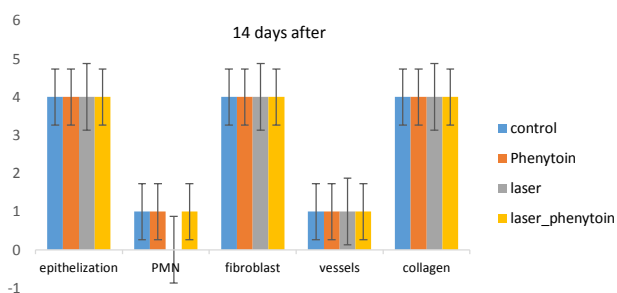 14 days after
6
5
4
3
2
1
0
-1
epithelization PMN fibroblast vessels collagen
control
Phenytoin
laser
laser_phenytoin